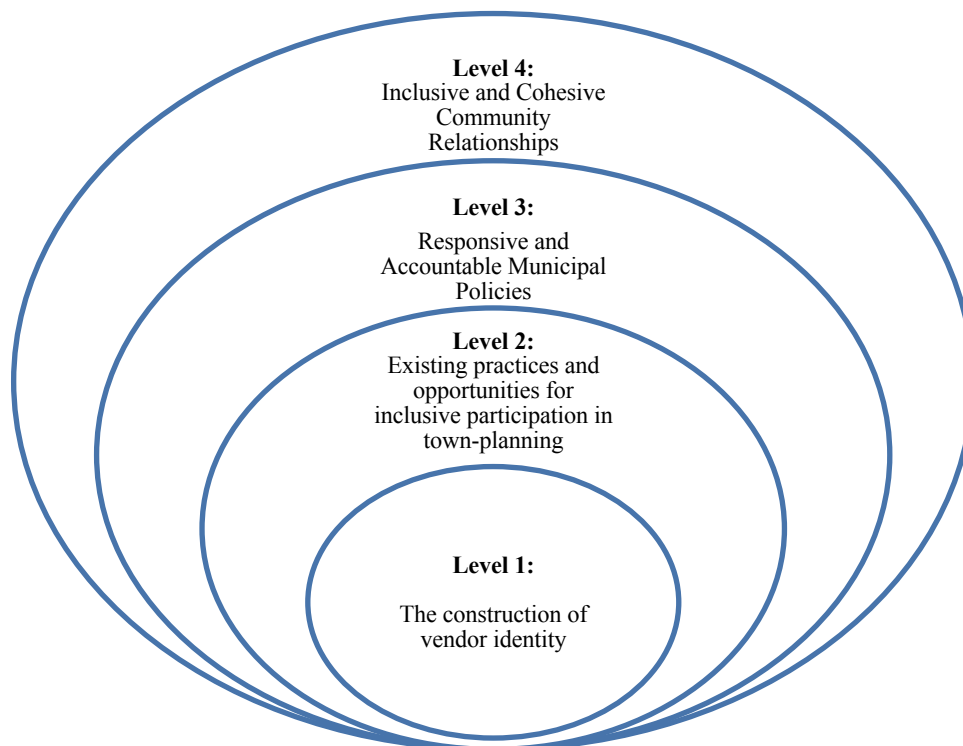 Level 4:
Inclusive and Cohesive
Community
Relationships
Level 3:
Responsive and
Accountable Municipal
Policies
Level 2:
Existing practices and
opportunities for
inclusive participation in
town-planning
Level 1:
The construction of
vendor identity